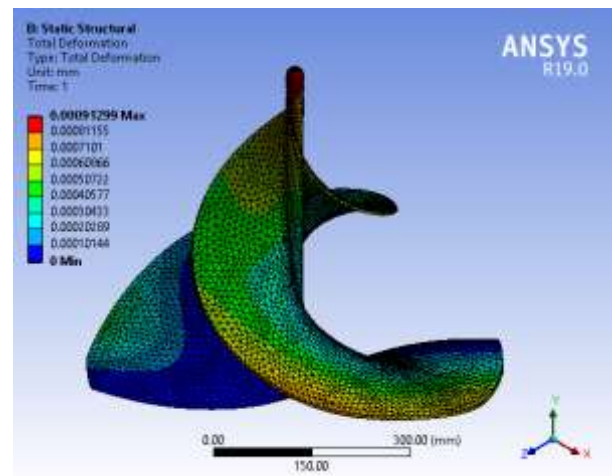 B: Static Structural
Total Deformation
Type: Total Deformation
Unit: mm
Time: 1
ANSYS
R19.0
0.00091299 Max
0.00081155
0.0007101
0.00060866
0.00050722
0.00040577
0.00030433
0.00020289
0.00010144
0 Min
0.00
300.00 (mm)
150.00
Y
Z
X